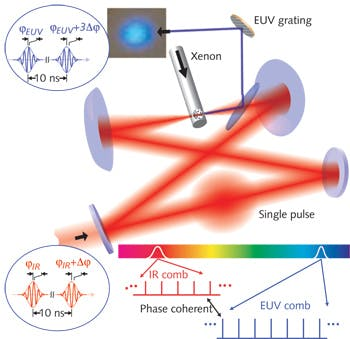 φEUV φEUV+3Δφ
10 ns
EUV grating
Xenon
Single pulse
φIR φIR+Δφ
10 ns
IR comb
Phase coherent
EUV comb